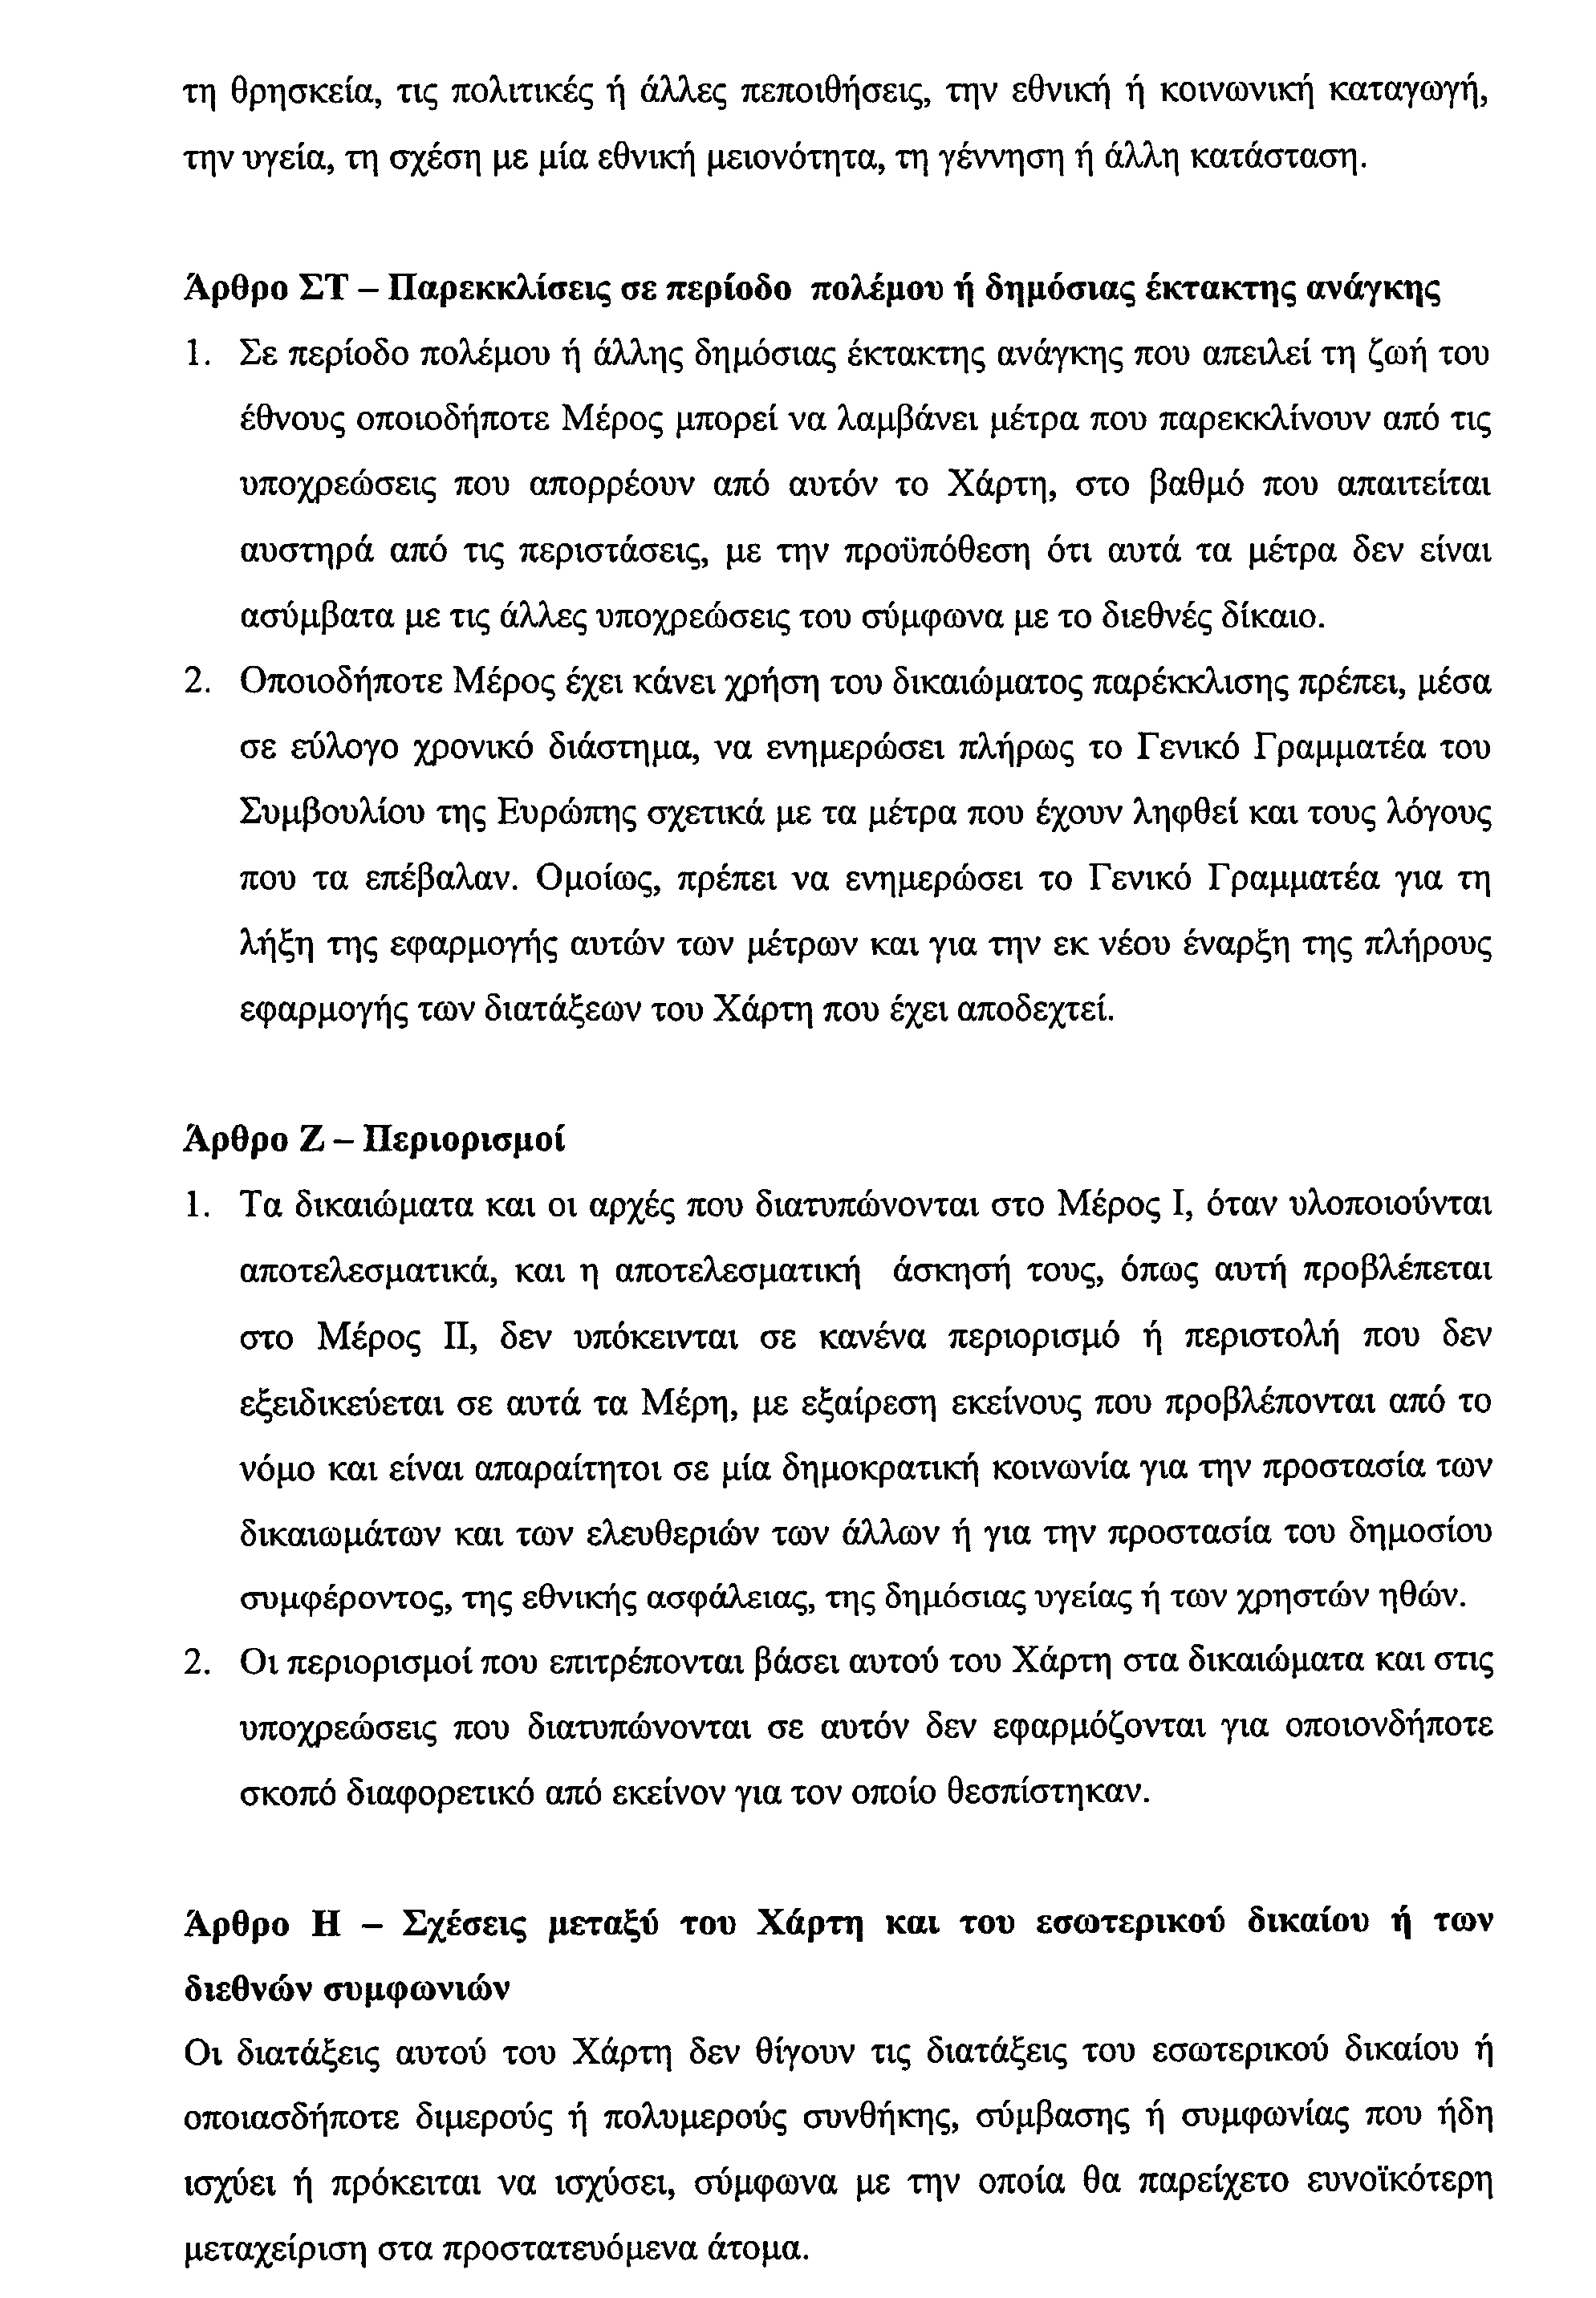 τη θρησκεία, τις πολιτικές ή άλλες πεποιθήσεις, την εθνική ή κοινωνική καταγωγή,
την υγεία, τη σχέση με μία εθνική μειονότητα, τη γέννηση ή άλλη κατάσταση.
Άρθρο ΣΤ – Παρεκκλίσεις σε περίοδο πολέμου ή δημόσιας έκτακτης ανάγκης
1. Σε περίοδο πολέμου ή άλλης δημόσιας έκτακτης ανάγκης που απειλεί τη ζωή του
έθνους οποιοδήποτε Μέρος μπορεί να λαμβάνει μέτρα που παρεκκλίνουν από τις
υποχρεώσεις που απορρέουν από αυτόν το Χάρτη, στο βαθμό που απαιτείται
αυστηρά από τις περιστάσεις, με την προϋπόθεση ότι αυτά τα μέτρα δεν είναι
ασύμβατα με τις άλλες υποχρεώσεις του σύμφωνα με το διεθνές δίκαιο.
2. Οποιοδήποτε Μέρος έχει κάνει χρήση του δικαιώματος παρέκκλισης πρέπει, μέσα
σε εύλογο χρονικό διάστημα, να ενημερώσει πλήρως το Γενικό Γραμματέα του
Συμβουλίου της Ευρώπης σχετικά με τα μέτρα που έχουν ληφθεί και τους λόγους
που τα επέβαλαν. Ομοίως, πρέπει να ενημερώσει το Γενικό Γραμματέα για τη
λήξη της εφαρμογής αυτών των μέτρων και για την εκ νέου έναρξη της πλήρους
εφαρμογής των διατάξεων του Χάρτη που έχει αποδεχτεί.
Άρθρο Ζ – Περιορισμοί
1. Τα δικαιώματα και οι αρχές που διατυπώνονται στο Μέρος Ι, όταν υλοποιούνται
αποτελεσματικά, και η αποτελεσματική άσκησή τους, όπως αυτή προβλέπεται
στο Μέρος ΙΙ, δεν υπόκεινται σε κανένα περιορισμό ή περιστολή που δεν
εξειδικεύεται σε αυτά τα Μέρη, με εξαίρεση εκείνους που προβλέπονται από το
νόμο και είναι απαραίτητοι σε μία δημοκρατική κοινωνία για την προστασία των
δικαιωμάτων και των ελευθεριών των άλλων ή για την προστασία του δημοσίου
συμφέροντος, της εθνικής ασφάλειας, της δημόσιας υγείας ή των χρηστών ηθών.
2. Οι περιορισμοί που επιτρέπονται βάσει αυτού του Χάρτη στα δικαιώματα και στις
υποχρεώσεις που διατυπώνονται σε αυτόν δεν εφαρμόζονται για οποιονδήποτε
σκοπό διαφορετικό από εκείνον για τον οποίο θεσπίστηκαν.
Άρθρο Η – Σχέσεις μεταξύ του Χάρτη και του εσωτερικού δικαίου ή των
διεθνών συμφωνιών
Οι διατάξεις αυτού του Χάρτη δεν θίγουν τις διατάξεις του εσωτερικού δικαίου ή
οποιασδήποτε διμερούς ή πολυμερούς συνθήκης, σύμβασης ή συμφωνίας που ήδη
ισχύει ή πρόκειται να ισχύσει, σύμφωνα με την οποία θα παρείχετο ευνοϊκότερη
μεταχείριση στα προστατευόμενα άτομα.